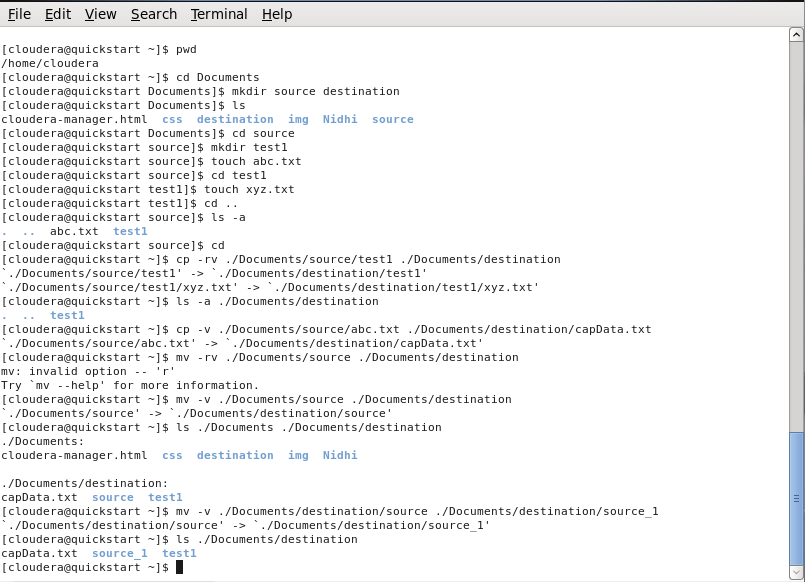 File Edit View Search Terminal Help
[cloudera@quickstart ~]$ pwd
/home/cloudera
[cloudera@quickstart ~]$ cd Documents
[cloudera@quickstart Documents]$ mkdir source destination
[cloudera@quickstart Documents]$ ls
cloudera-manager.html  css  destination  img  Nidhi  source
[cloudera@quickstart Documents]$ cd source
[cloudera@quickstart source]$ mkdir test1
[cloudera@quickstart source]$ touch abc.txt
[cloudera@quickstart source]$ cd test1
[cloudera@quickstart test1]$ touch xyz.txt
[cloudera@quickstart test1]$ cd ..
[cloudera@quickstart source]$ ls -a
.  ..  abc.txt  test1
[cloudera@quickstart source]$ cd
[cloudera@quickstart ~]$ cp -rv ./Documents/source/test1 ./Documents/destination
`./Documents/source/test1' -> `./Documents/destination/test1'
`./Documents/source/test1/xyz.txt' -> `./Documents/destination/test1/xyz.txt'
[cloudera@quickstart ~]$ ls -a ./Documents/destination
.  ..  test1
[cloudera@quickstart ~]$ cp -v ./Documents/source/abc.txt ./Documents/destination/capData.txt
`./Documents/source/abc.txt' -> `./Documents/destination/capData.txt'
[cloudera@quickstart ~]$ mv -rv ./Documents/source ./Documents/destination
mv: invalid option -- 'r'
Try `mv --help' for more information.
[cloudera@quickstart ~]$ mv -v ./Documents/source ./Documents/destination
`./Documents/source' -> `./Documents/destination/source'
[cloudera@quickstart ~]$ ls ./Documents ./Documents/destination
./Documents:
cloudera-manager.html  css  destination  img  Nidhi
./Documents/destination:
capData.txt  source  test1
[cloudera@quickstart ~]$ mv -v ./Documents/destination/source ./Documents/destination/source_1
`./Documents/destination/source' -> `./Documents/destination/source_1'
[cloudera@quickstart ~]$ ls ./Documents/destination
capData.txt  source_1  test1
[cloudera@quickstart ~]$